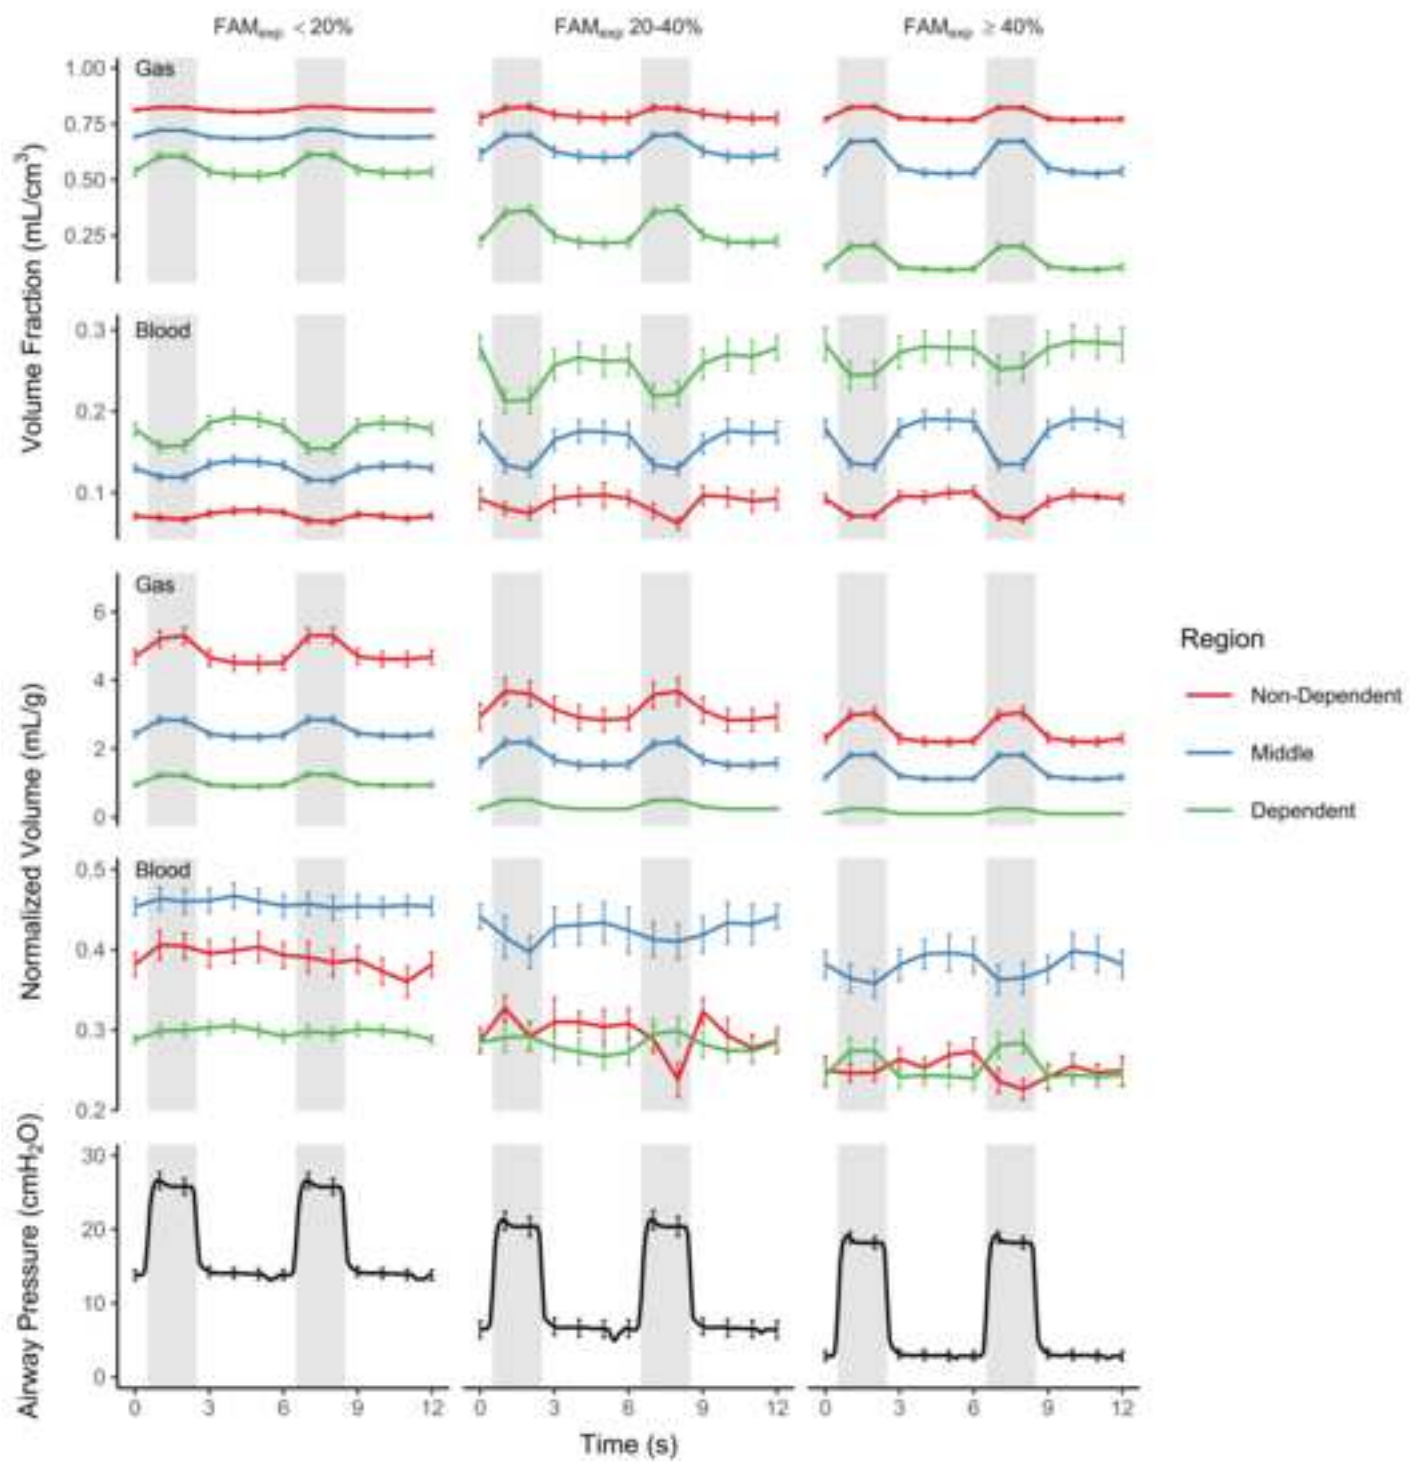 FAMexp < 20% FAMexp 20-40% FAMexp ≥ 40%
Volume Fraction (mL/cm³)
Gas
1.00
0.75
0.50
0.25
Blood
0.3
0.2
0.1
Normalized Volume (mL/g)
Gas
6
4
2
0
Blood
0.5
0.4
0.3
0.2
Airway Pressure (cmH₂O)
30
20
10
0
0 3 6 9 12 0 3 6 9 12 0 3 6 9 12
Time (s)
Region
Non-Dependent
Middle
Dependent